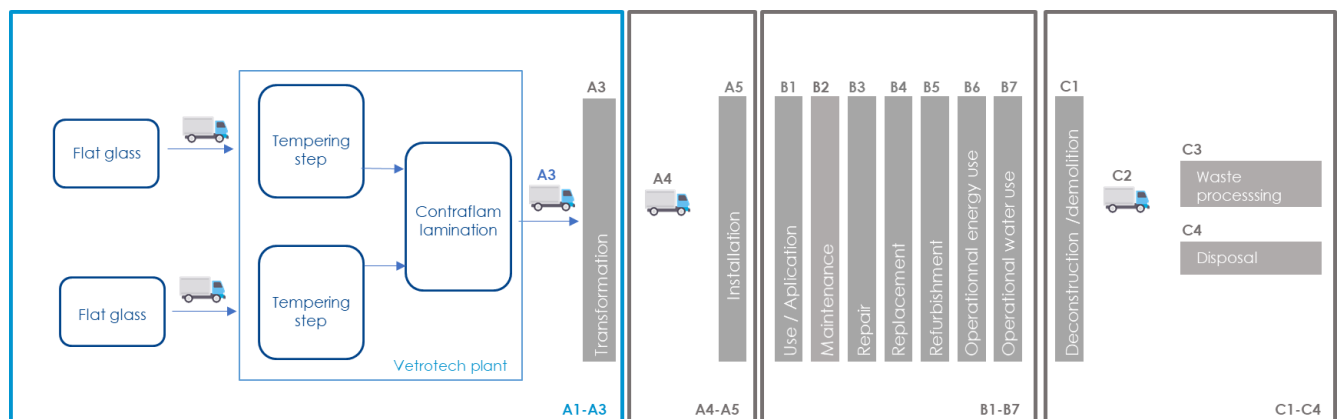 Flat glass
Flat glass
Tempering
step
Tempering
step
Contraflam
lamination
Vetrotech plant
A3
A3
Transformation
A1-A3
A4
A5
Installation
A4-A5
B1
Use / Aplication
B2
Maintenance
B3
Repair
B4
Replacement
B5
Refurbishment
B6
Operationnal energy use
B7
Operational water use
B1-B7
C1
Deconstruction /demolition
C2
C3
Waste
processsing
C4
Disposal
C1-C4